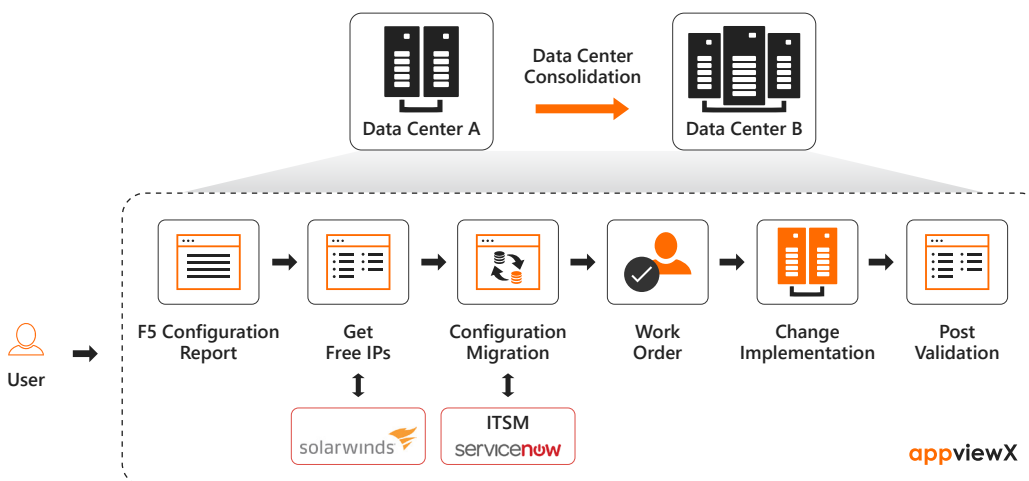 Data Center
Consolidation
Data Center A
Data Center B
F5 Configuration
Report
Get
Free IPs
Configuration
Migration
Work
Order
Change
Implementation
Post
Validation
User
solarwinds
ITSM
servicenow
appviewX